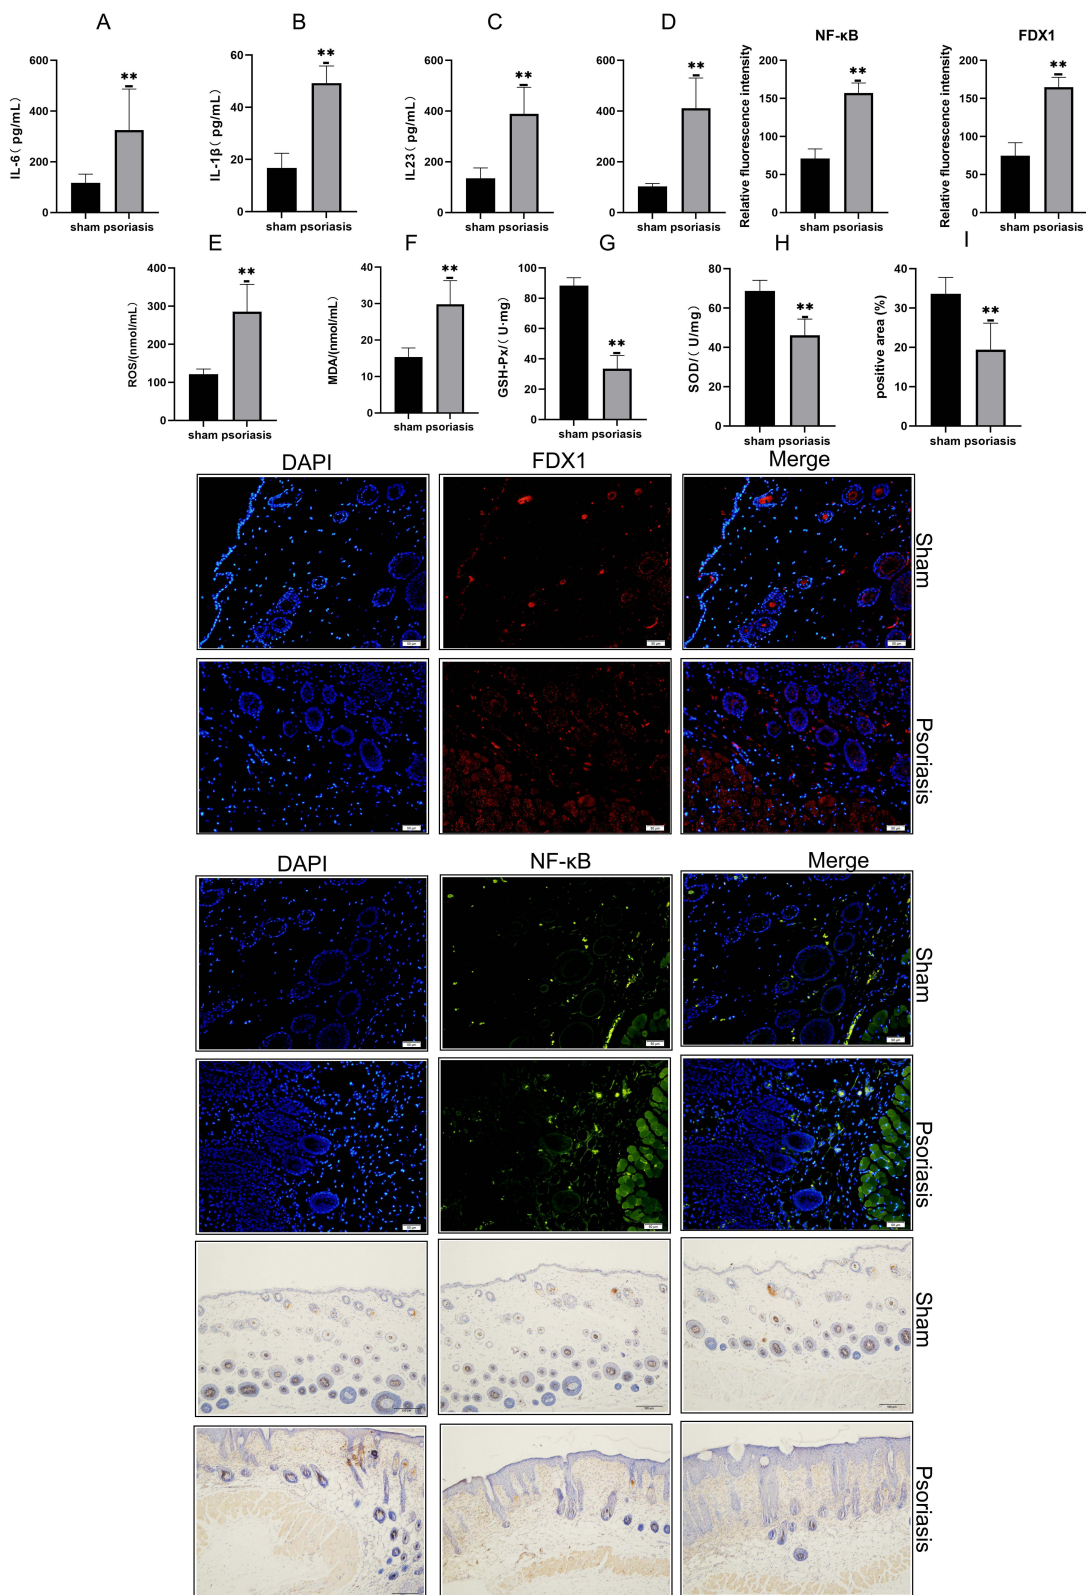 A
B
C
D
NF-κB
FDX1
IL-6( pg/mL)
600
400
200
0
**
sham psoriasis
IL-1β( pg/mL)
60
40
20
0
**
sham psoriasis
IL23( pg/mL)
600
400
200
0
**
sham psoriasis
600
400
200
0
**
sham psoriasis
Relative fluorescence intensity
200
150
100
50
0
**
sham psoriasis
Relative fluorescence intensity
200
150
100
50
0
**
sham psoriasis
E
F
G
H
I
ROS/(nmol/mL)
400
300
200
100
0
**
sham psoriasis
MDA/(nmol/mL)
40
30
20
10
0
**
sham psoriasis
GSH-Px/( U·mg)
100
80
60
40
20
0
**
sham psoriasis
SOD/( U/mg)
80
60
40
20
0
**
sham psoriasis
positive area (%)
40
30
20
10
0
**
sham psoriasis
DAPI
FDX1
Merge
Sham
Psoriasis
DAPI
NF-κB
Merge
Sham
Psoriasis
Sham
Psoriasis